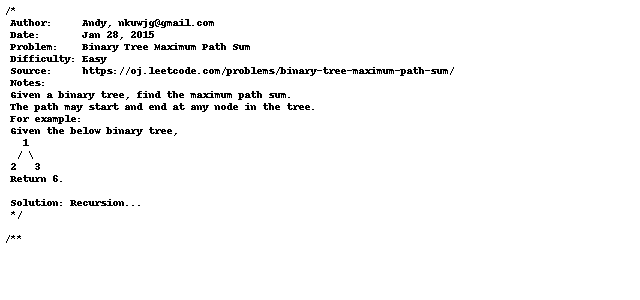 /*
 Author:     Andy, nkuwjg@gmail.com
 Date:       Jan 28, 2015
 Problem:    Binary Tree Maximum Path Sum
 Difficulty: Easy
 Source:     https://oj.leetcode.com/problems/binary-tree-maximum-path-sum/
 Notes:
 Given a binary tree, find the maximum path sum.
 The path may start and end at any node in the tree.
 For example:
 Given the below binary tree,
   1
  / \
 2   3
 Return 6.
 Solution: Recursion...
 */
/**